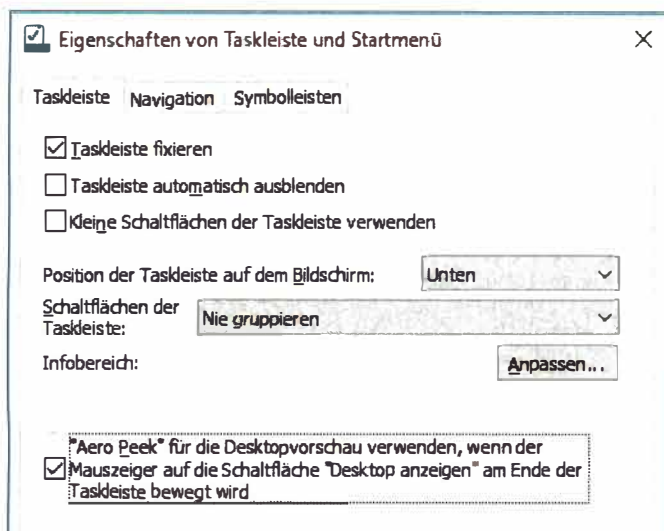 Eigenschaften von Taskleiste und Startmenü
Taskleiste Navigation Symbolleisten
Taskleiste fixieren
Taskleiste automatisch ausblenden
Kleine Schaltflächen der Taskleiste verwenden
Position der Taskleiste auf dem Bildschirm: Unten
Schaltflächen der
Taskleiste: Nie gruppieren
Infobereich: Anpassen...
"Aero Peek" für die Desktopvorschau verwenden, wenn der
Mauszeiger auf die Schaltfläche "Desktop anzeigen" am Ende der
Taskleiste bewegt wird